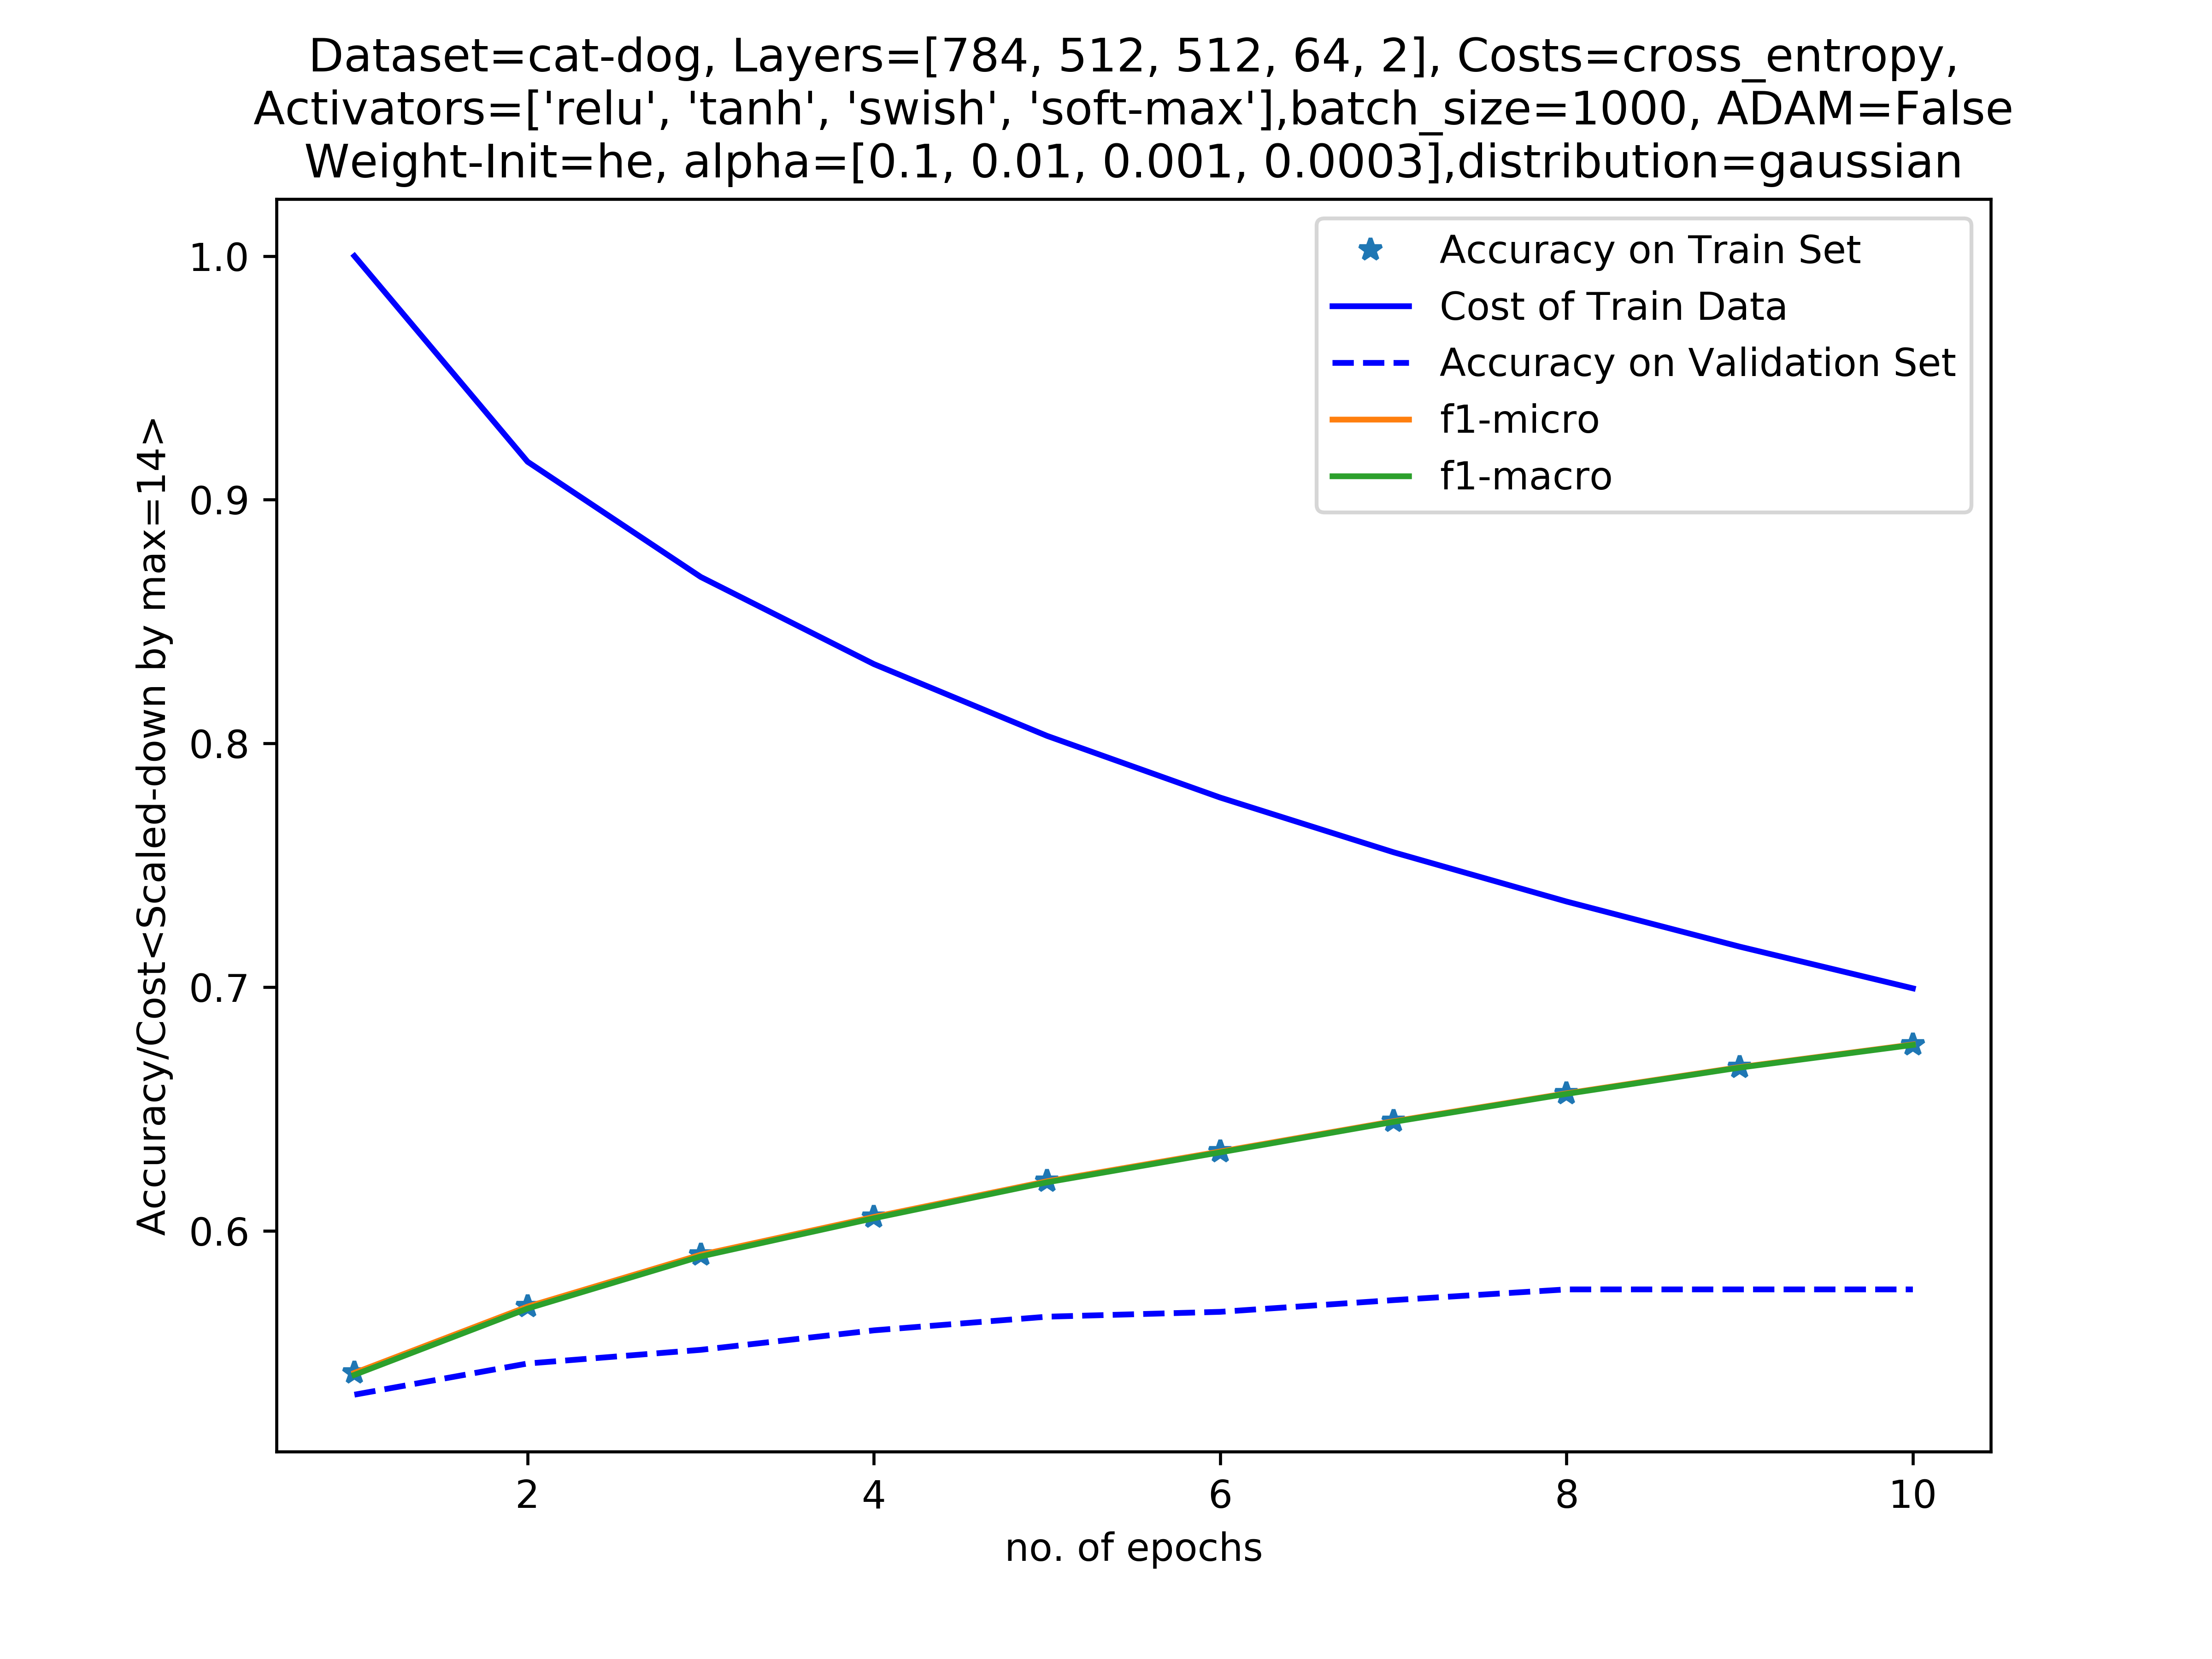 Dataset=cat-dog, Layers=[784, 512, 512, 64, 2], Costs=cross_entropy,
Activators=['relu', 'tanh', 'swish', 'soft-max'],batch_size=1000, ADAM=False
Weight-Init=he, alpha=[0.1, 0.01, 0.001, 0.0003],distribution=gaussian
Accuracy on Train Set
Cost of Train Data
Accuracy on Validation Set
f1-micro
f1-macro
Accuracy/Cost<Scaled-down by max=14>
1.0
0.9
0.8
0.7
0.6
2 4 6 8 10
no. of epochs